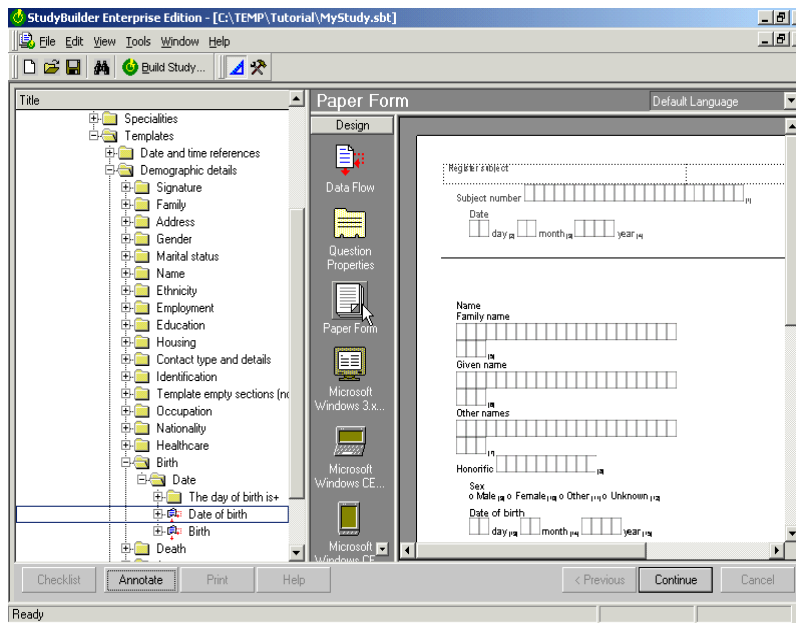 StudyBuilder Enterprise Edition - [C:\TEMP\Tutorial\MyStudy.sbt]
File Edit View Tools Window Help
Build Study...
Title
Specialities
Templates
Date and time references
Demographic details
Signature
Family
Address
Gender
Marital status
Name
Ethnicity
Employment
Education
Housing
Contact type and details
Identification
Template empty sections (no
Occupation
Nationality
Healthcare
Birth
Date
The day of birth is+
Date of birth
Birth
Death
Paper Form
Default Language
Design
Data Flow
Question
Properties
Paper Form
Microsoft
Windows 3.x...
Microsoft
Windows CE...
Microsoft
Windows CE
Register subject
Subject number
Date
day month year
Name
Family name
Given name
Other names
Honorific
Sex
o Male o Female o Other o Unknown
Date of birth
day month year
Checklist Annotate Print Help < Previous Continue Cancel
Ready